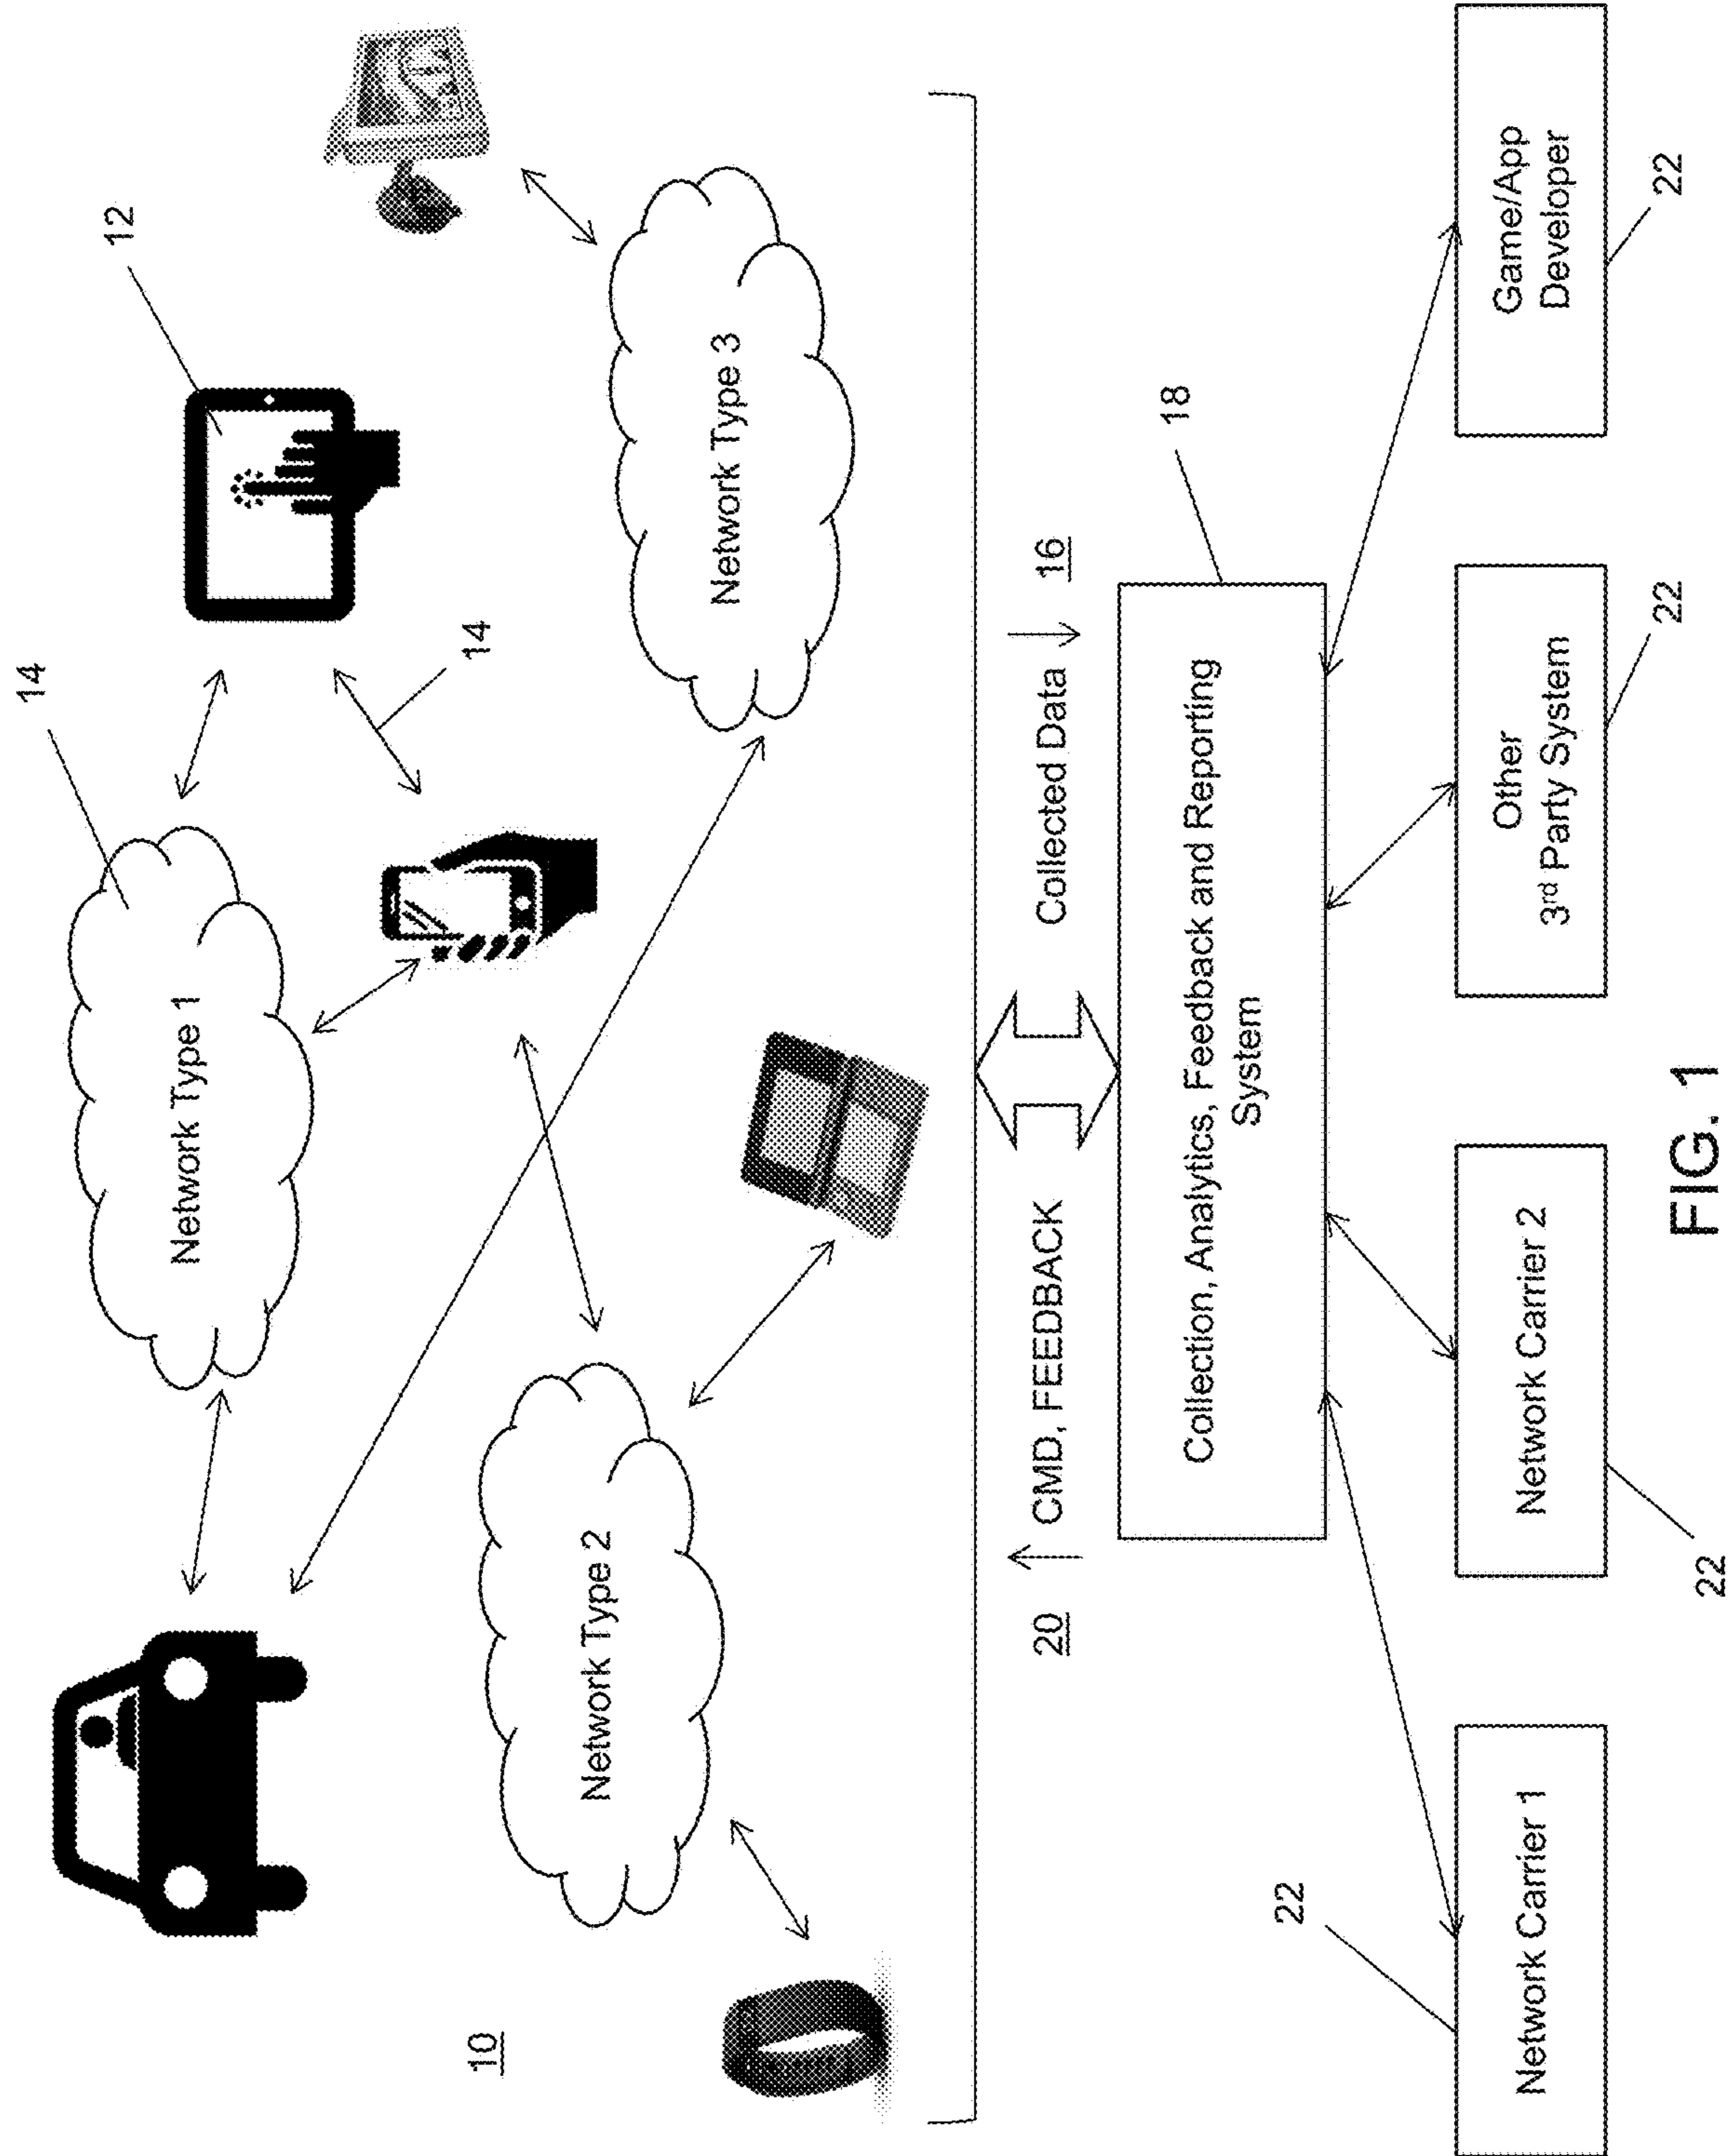 14
12
Network Type 1
14
10
Network Type 2
Network Type 3
20
CMD, FEEDBACK
Collected Data
16
18
Collection, Analytics, Feedback and Reporting
System
22
Network Carrier 1
Network Carrier 2
22
Other
3rd Party System
22
Game/App
Developer
22
FIG. 1